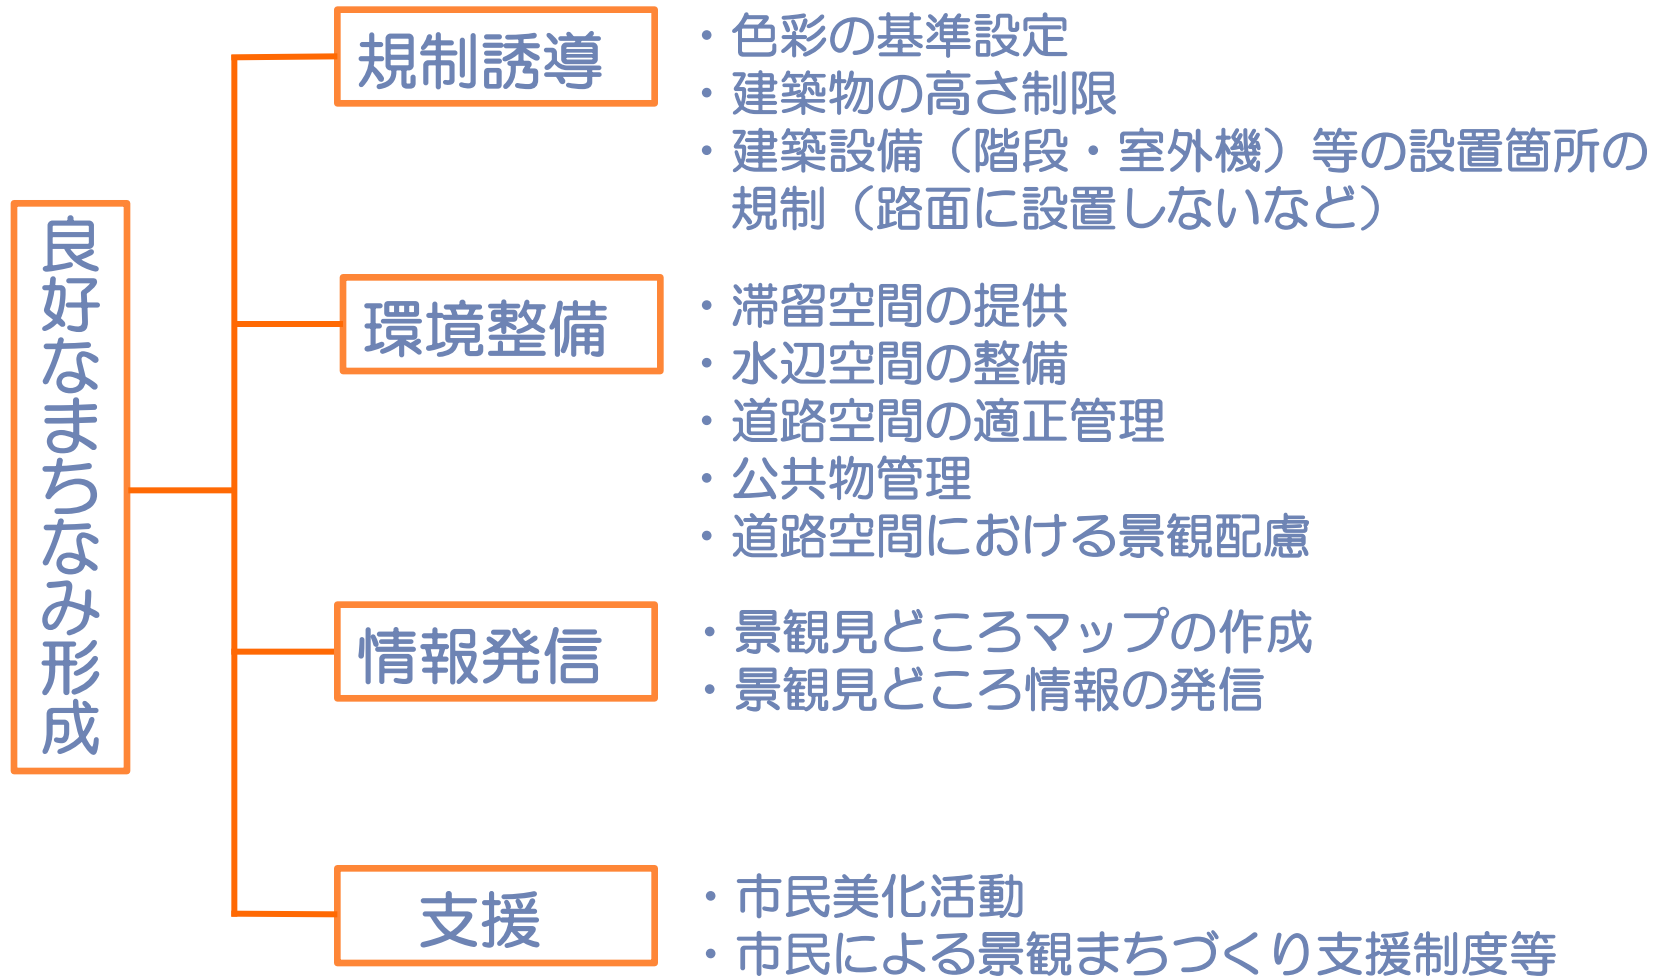 良好なまちなみ形成
規制誘導
・色彩の基準設定
・建築物の高さ制限
・建築設備（階段・室外機）等の設置箇所の
規制（路面に設置しないなど）
環境整備
・滞留空間の提供
・水辺空間の整備
・道路空間の適正管理
・公共物管理
・道路空間における景観配慮
情報発信
・景観見どころマップの作成
・景観見どころ情報の発信
支援
・市民美化活動
・市民による景観まちづくり支援制度等